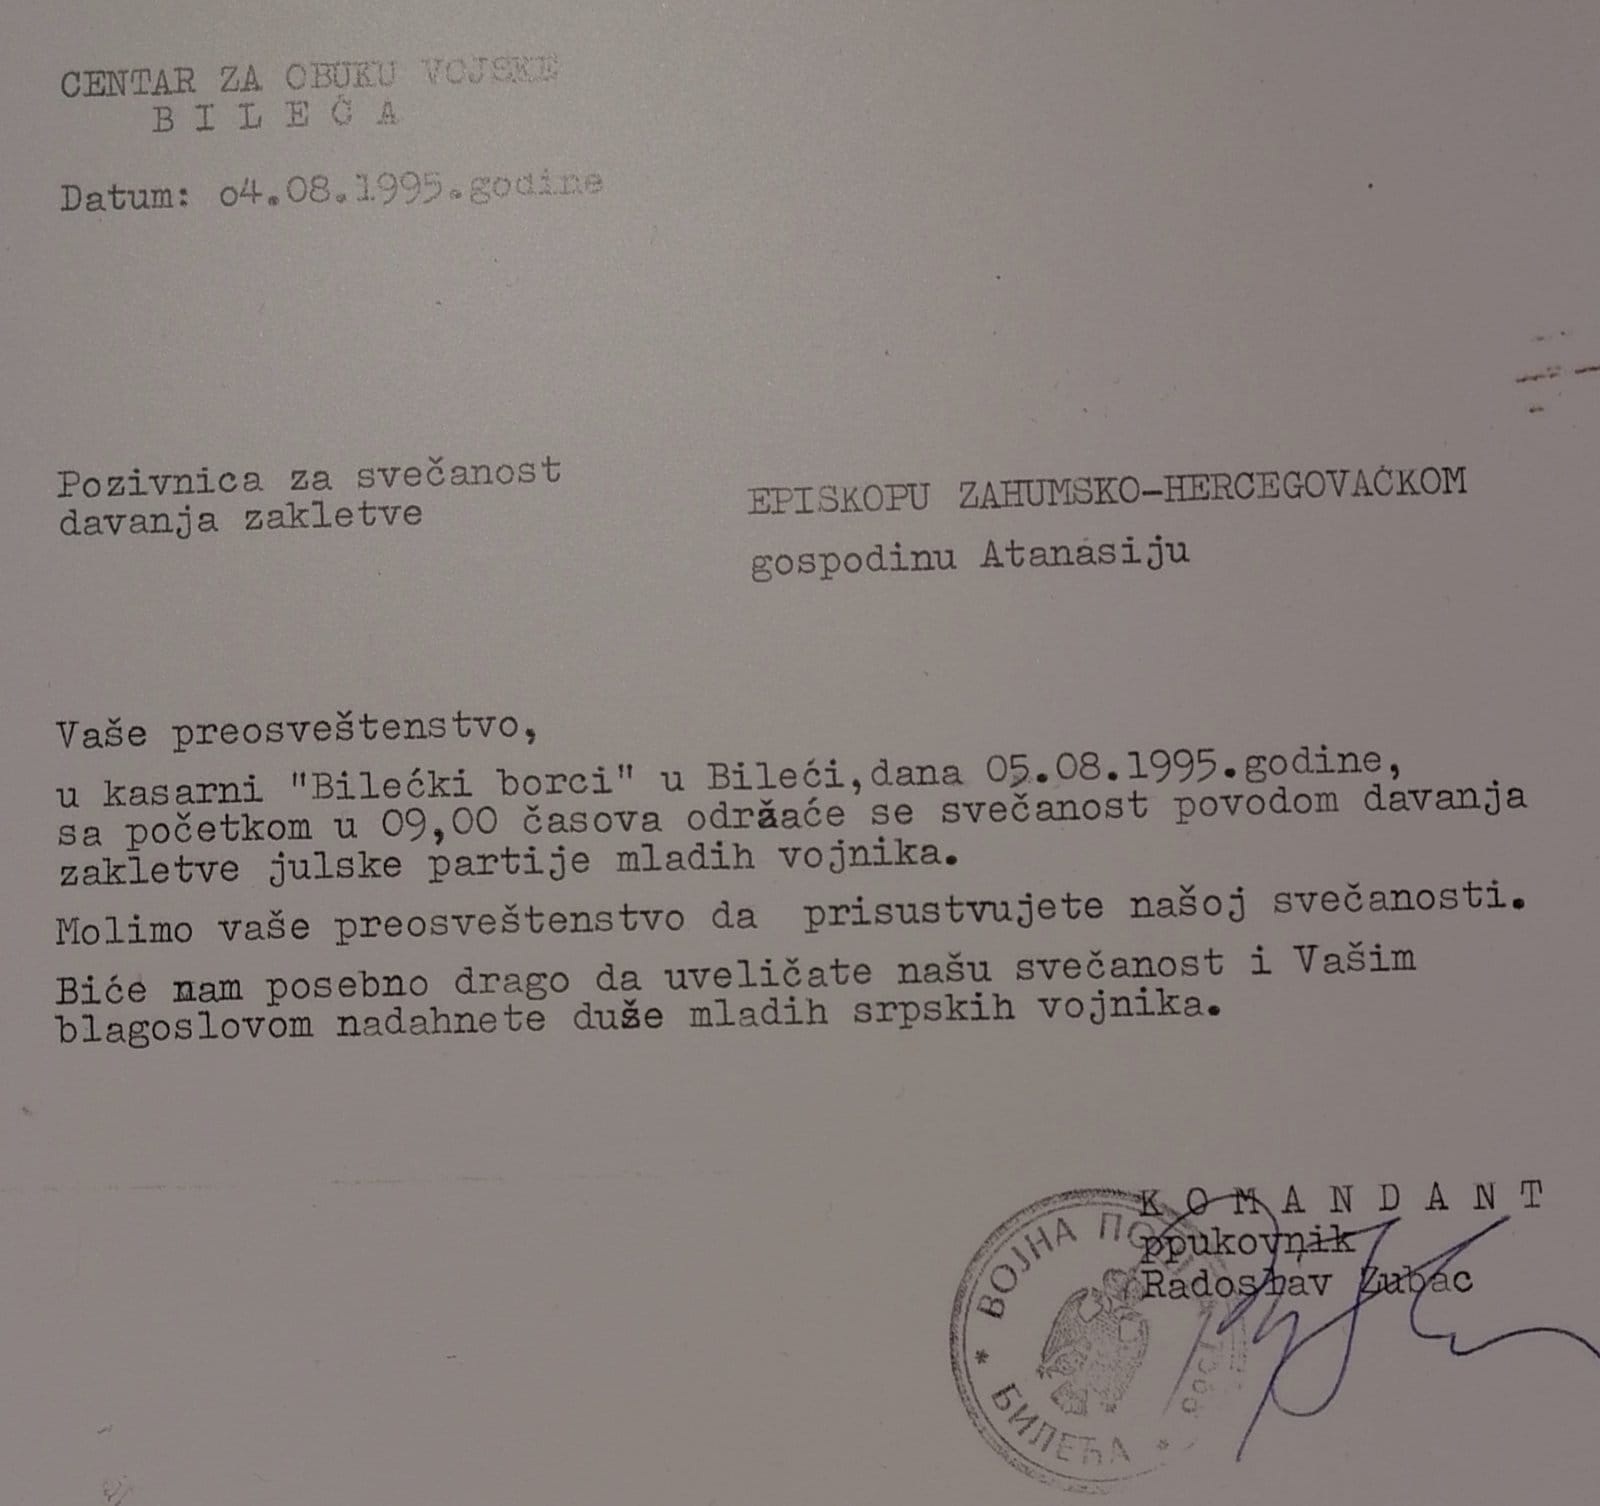 CENTAR ZA OBUKU VOJSKE
B I L E Ć A
Datum: o4.08.1995.godine
Pozivnica za svečanost
davanja zakletve
EPISKOPU ZAHUMSKO-HERCEGOVAČKOM
gospodinu Atanasiju
Vaše preosveštenstvo,
u kasarni "Bilećki borci" u Bileći,dana 05.08.1995.godine,
sa početkom u 09,00 časova održaće se svečanost povodom davanja
zakletve julske partije mladih vojnika.
Molimo vaše preosveštenstvo da prisustvujete našoj svečanosti.
Biće nam posebno drago da uveličate našu svečanost i Vašim
blagoslovom nadahnete duše mladih srpskih vojnika.
K O M A N D A N T
ppukovnik
Radoslav Zubac
ВОЈНА
БИЛЕЋА